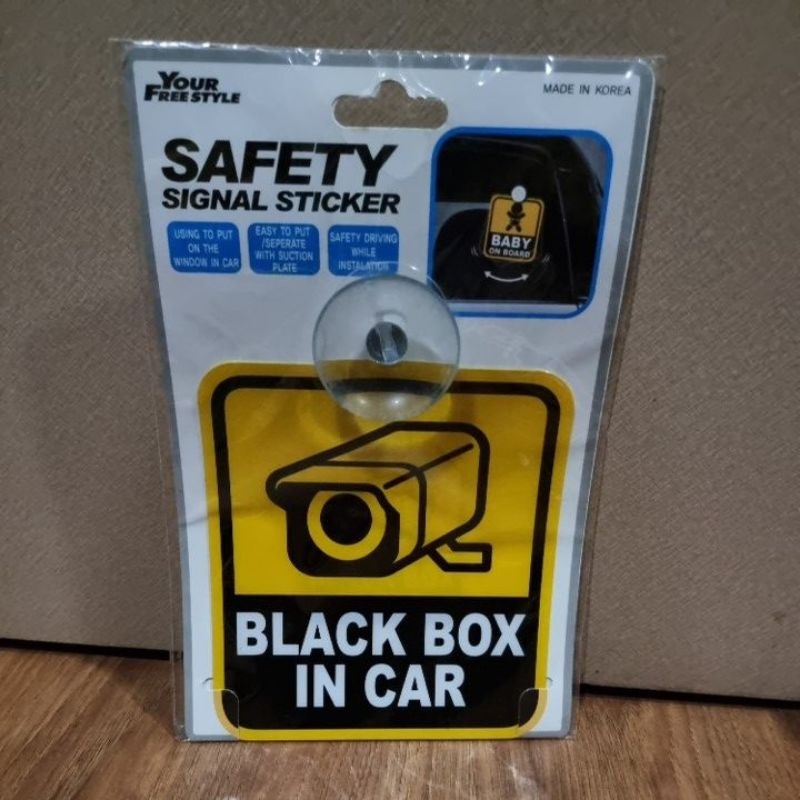 YOUR
FREE STYLE
MADE IN KOREA
SAFETY
SIGNAL STICKER
USING TO PUT
ON THE
WINDOW IN CAR
EASY TO PUT
/SEPERATE
WITH SUCTION
PLATE
SAFETY DRIVING
WHILE
INSTALATION
BABY
ON BOARD
BLACK BOX
IN CAR